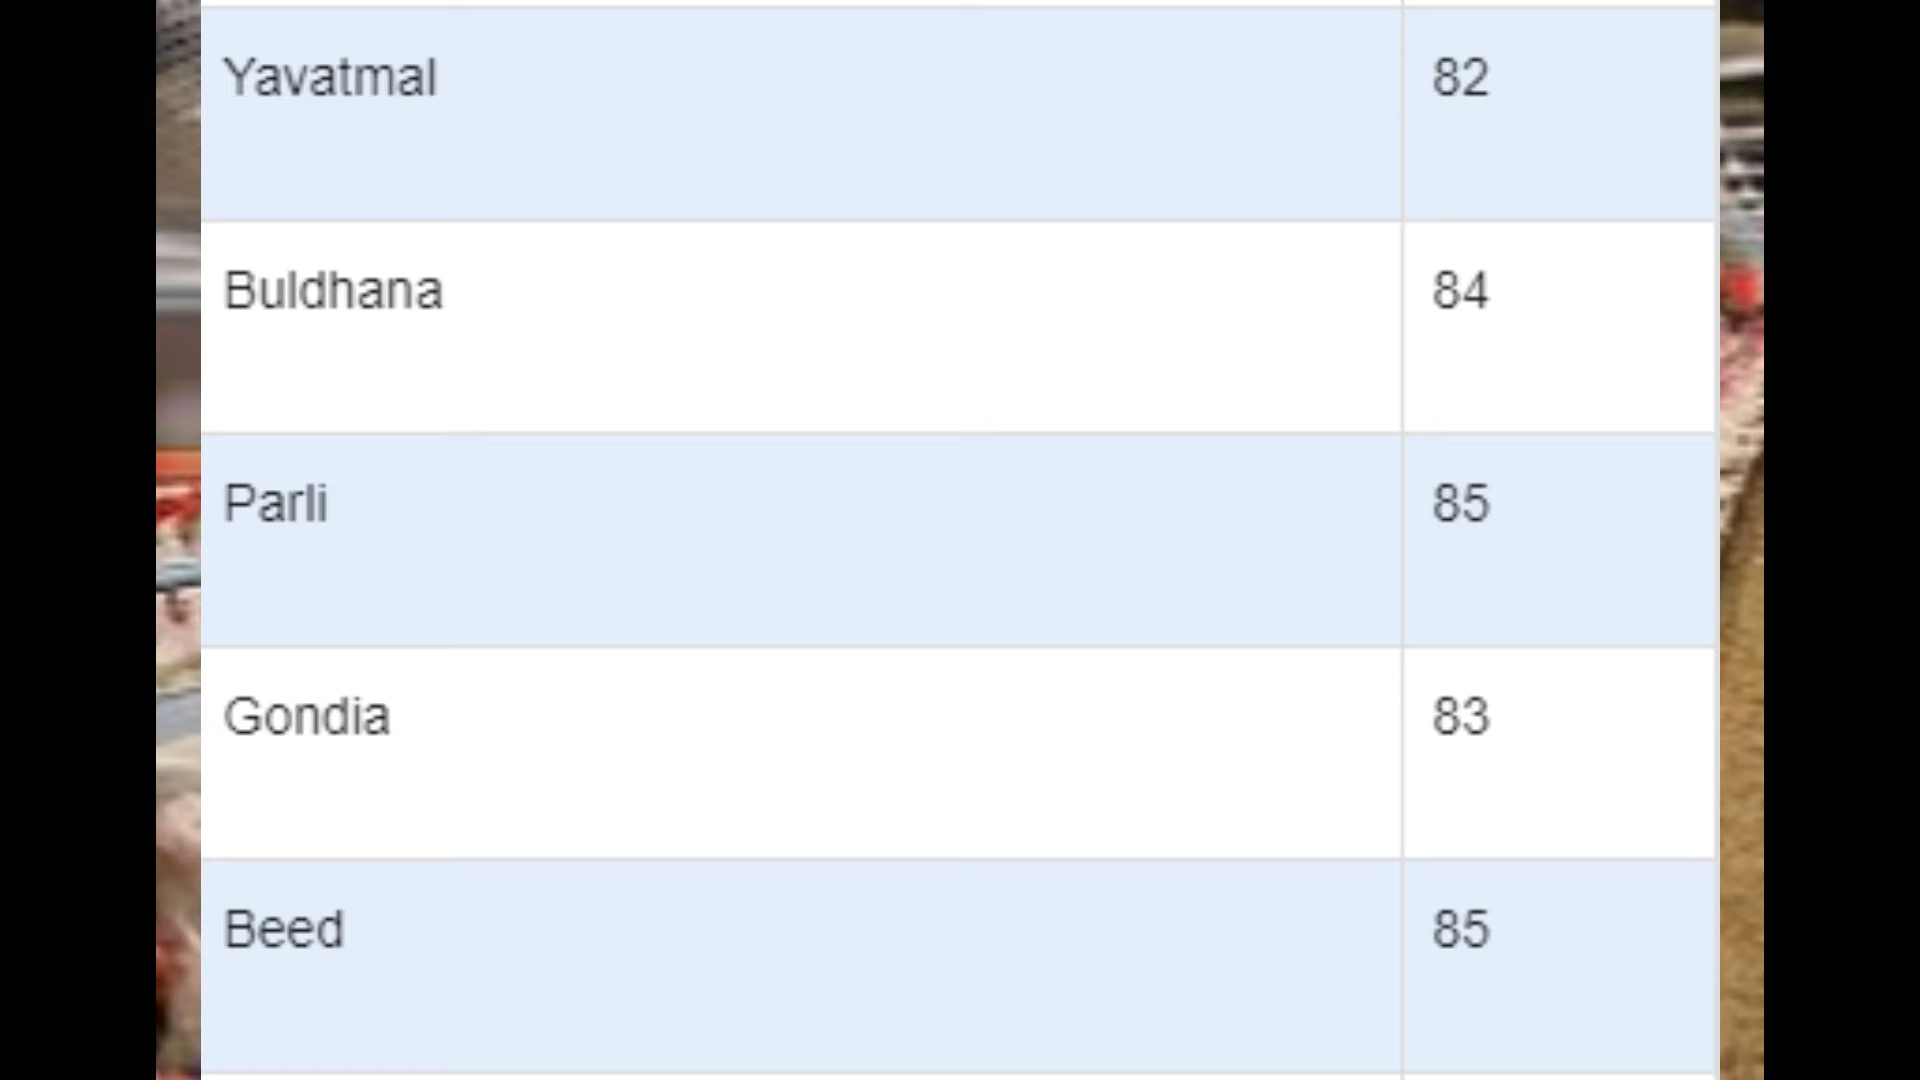 Yavatmal 82
Buldhana 84
Parli 85
Gondia 83
Beed 85